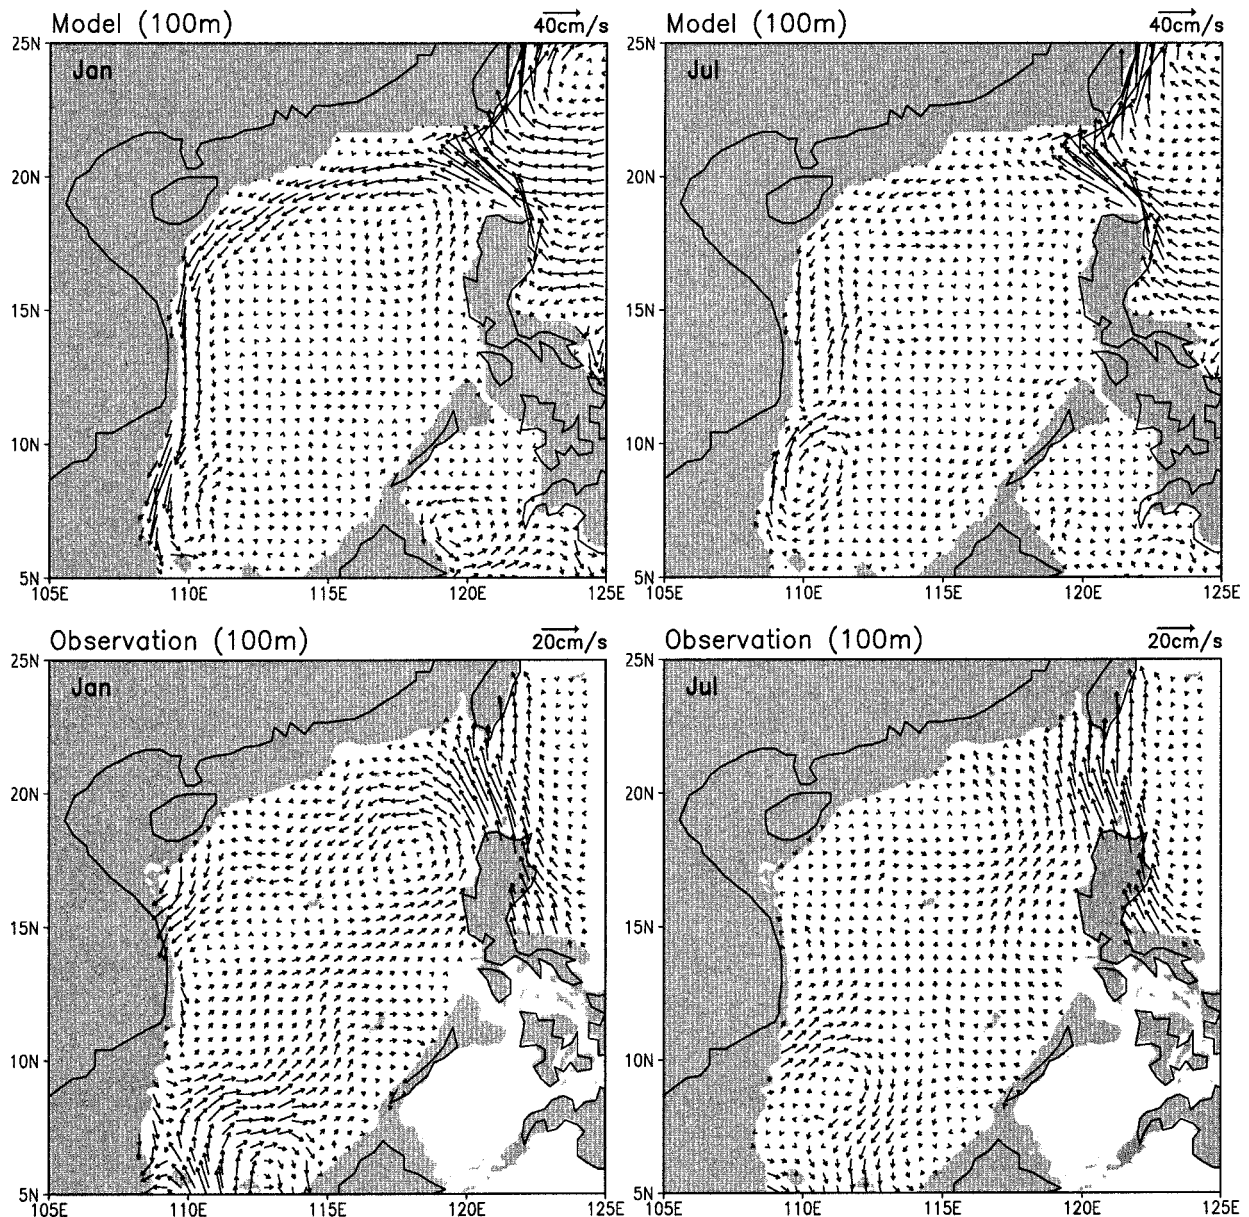 Model (100m) 40cm/s
Jan
25N
20N
15N
10N
5N
105E 110E 115E 120E 125E
Model (100m) 40cm/s
Jul
25N
20N
15N
10N
5N
105E 110E 115E 120E 125E
Observation (100m) 20cm/s
Jan
25N
20N
15N
10N
5N
105E 110E 115E 120E 125E
Observation (100m) 20cm/s
Jul
25N
20N
15N
10N
5N
105E 110E 115E 120E 125E